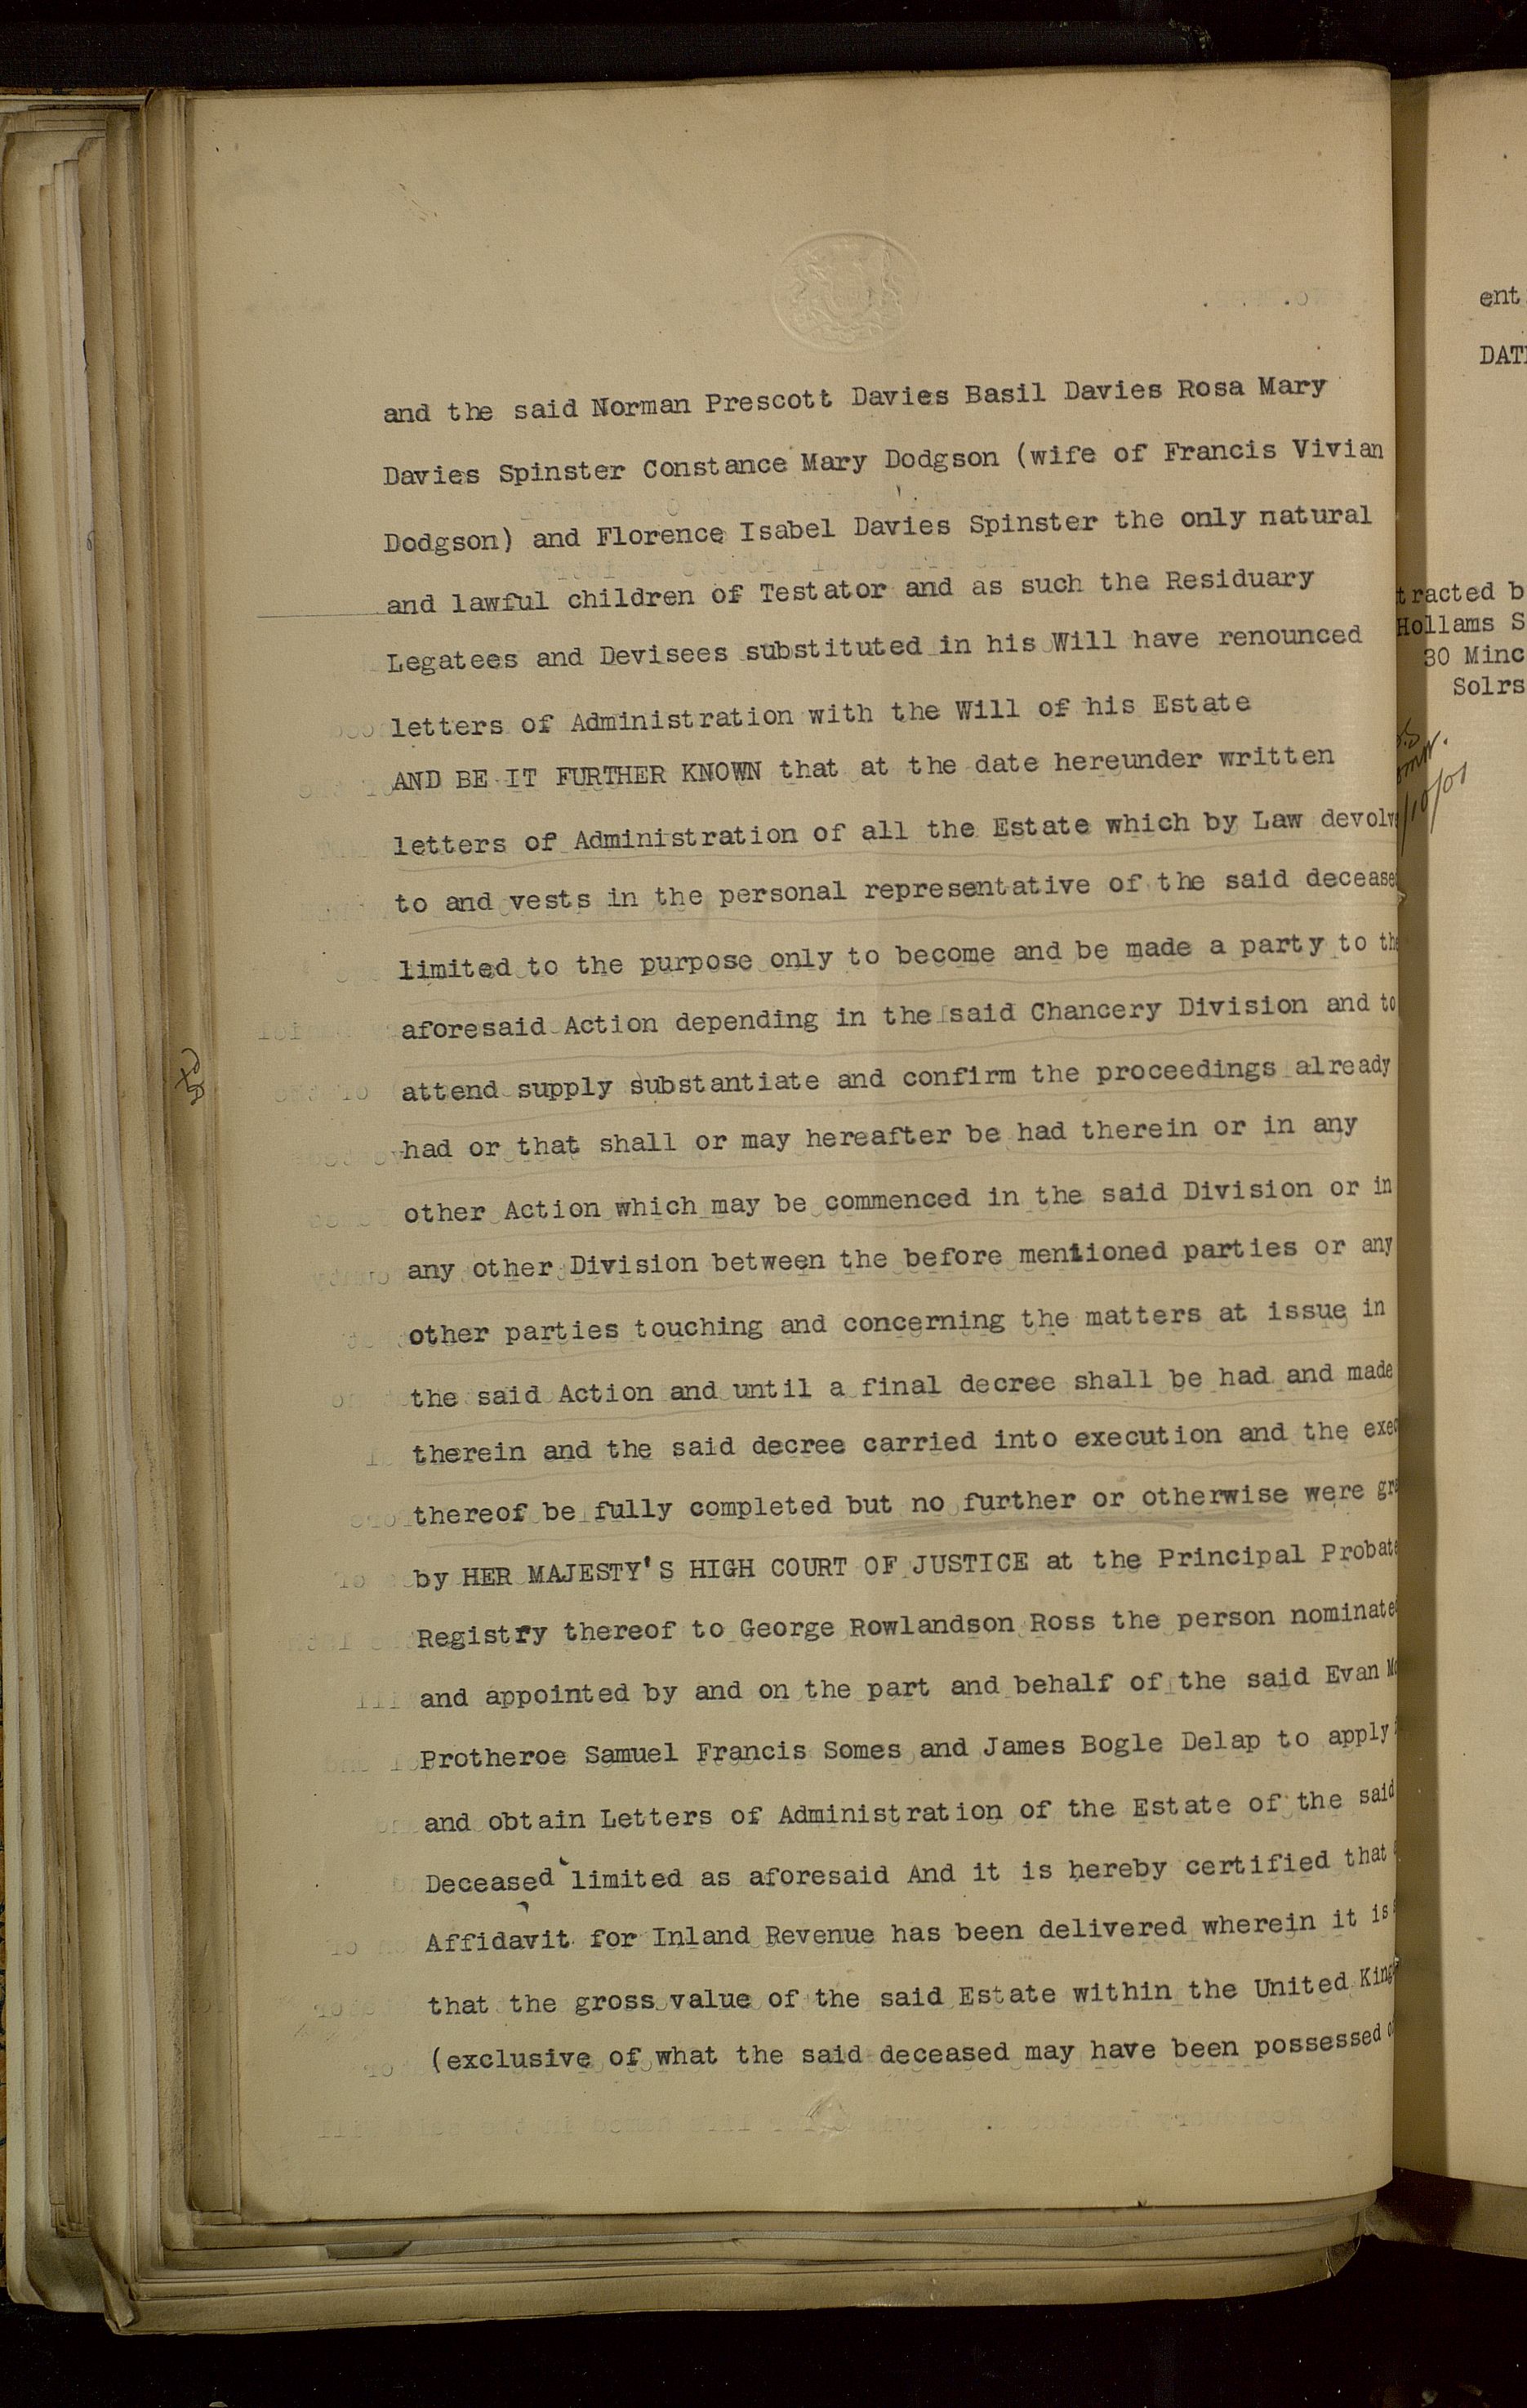 and the said Norman Prescott Davies Basil Davies Rosa Mary
Davies Spinster Constance Mary Dodgson (wife of Francis Vivian
Dodgson) and Florence Isabel Davies Spinster the only natural
and lawful children of Testator and as such the Residuary
Legatees and Devisees substituted in his Will have renounced
letters of Administration with the Will of his Estate
AND BE IT FURTHER KNOWN that at the date hereunder written
letters of Administration of all the Estate which by Law devolv
to and vests in the personal representative of the said decease
limited to the purpose only to become and be made a party to th
aforesaid Action depending in the said Chancery Division and to
attend supply substantiate and confirm the proceedings already
had or that shall or may hereafter be had therein or in any
other Action which may be commenced in the said Division or in
any other Division between the before mentioned parties or any
other parties touching and concerning the matters at issue in
the said Action and until a final decree shall be had and made
therein and the said decree carried into execution and the exec
thereof be fully completed but no further or otherwise were gra
by HER MAJESTY'S HIGH COURT OF JUSTICE at the Principal Probate
Registry thereof to George Rowlandson Ross the person nominated
and appointed by and on the part and behalf of the said Evan
Protheroe Samuel Francis Somes and James Bogle Delap to apply
and obtain Letters of Administration of the Estate of the said
Deceased limited as aforesaid And it is hereby certified that
Affidavit for Inland Revenue has been delivered wherein it is
that the gross value of the said Estate within the United King
(exclusive of what the said deceased may have been possessed
ent
DAT
tracted b
Hollams S
30 Minc
Solrs